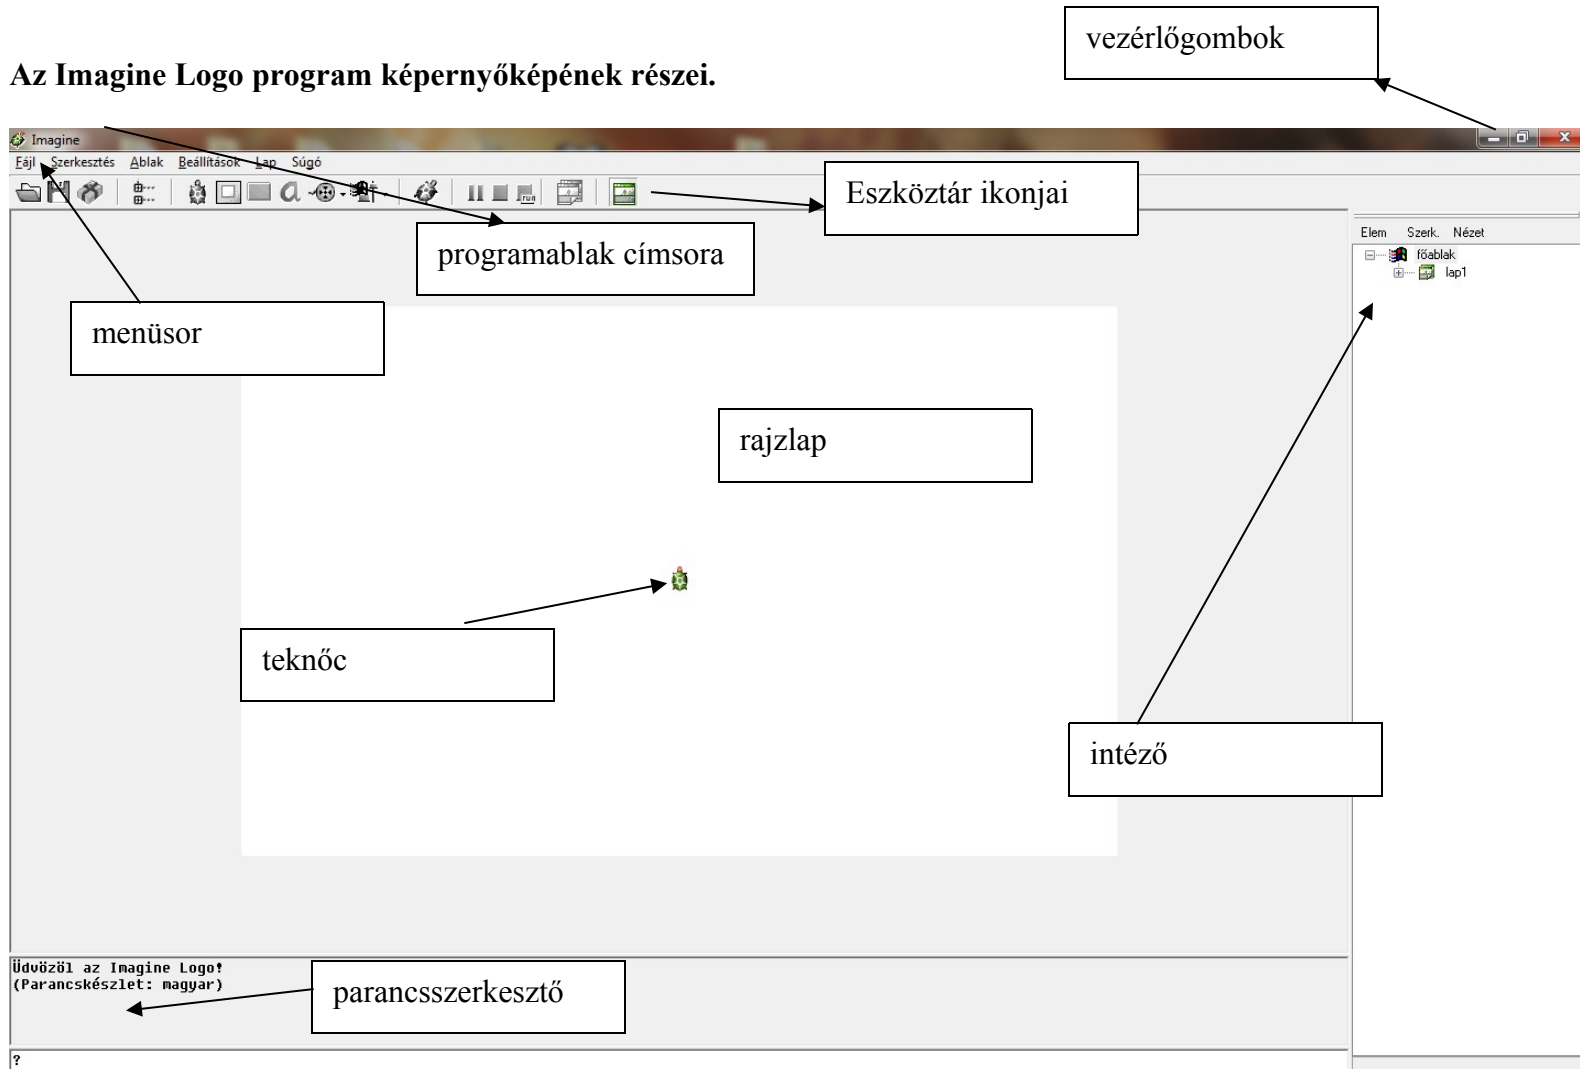 vezérlőgombok
Az Imagine Logo program képernyőképének részei.
Imagine
Fájl Szerkesztés Ablak Beállítások Lap Súgó
run
Eszköztár ikonjai
programablak címsora
Elem Szerk. Nézet
főablak
lap1
menüsor
rajzlap
teknőc
intéző
Üdvözöl az Imagine Logo!
(Parancskészlet: magyar)
parancsszerkesztő
?